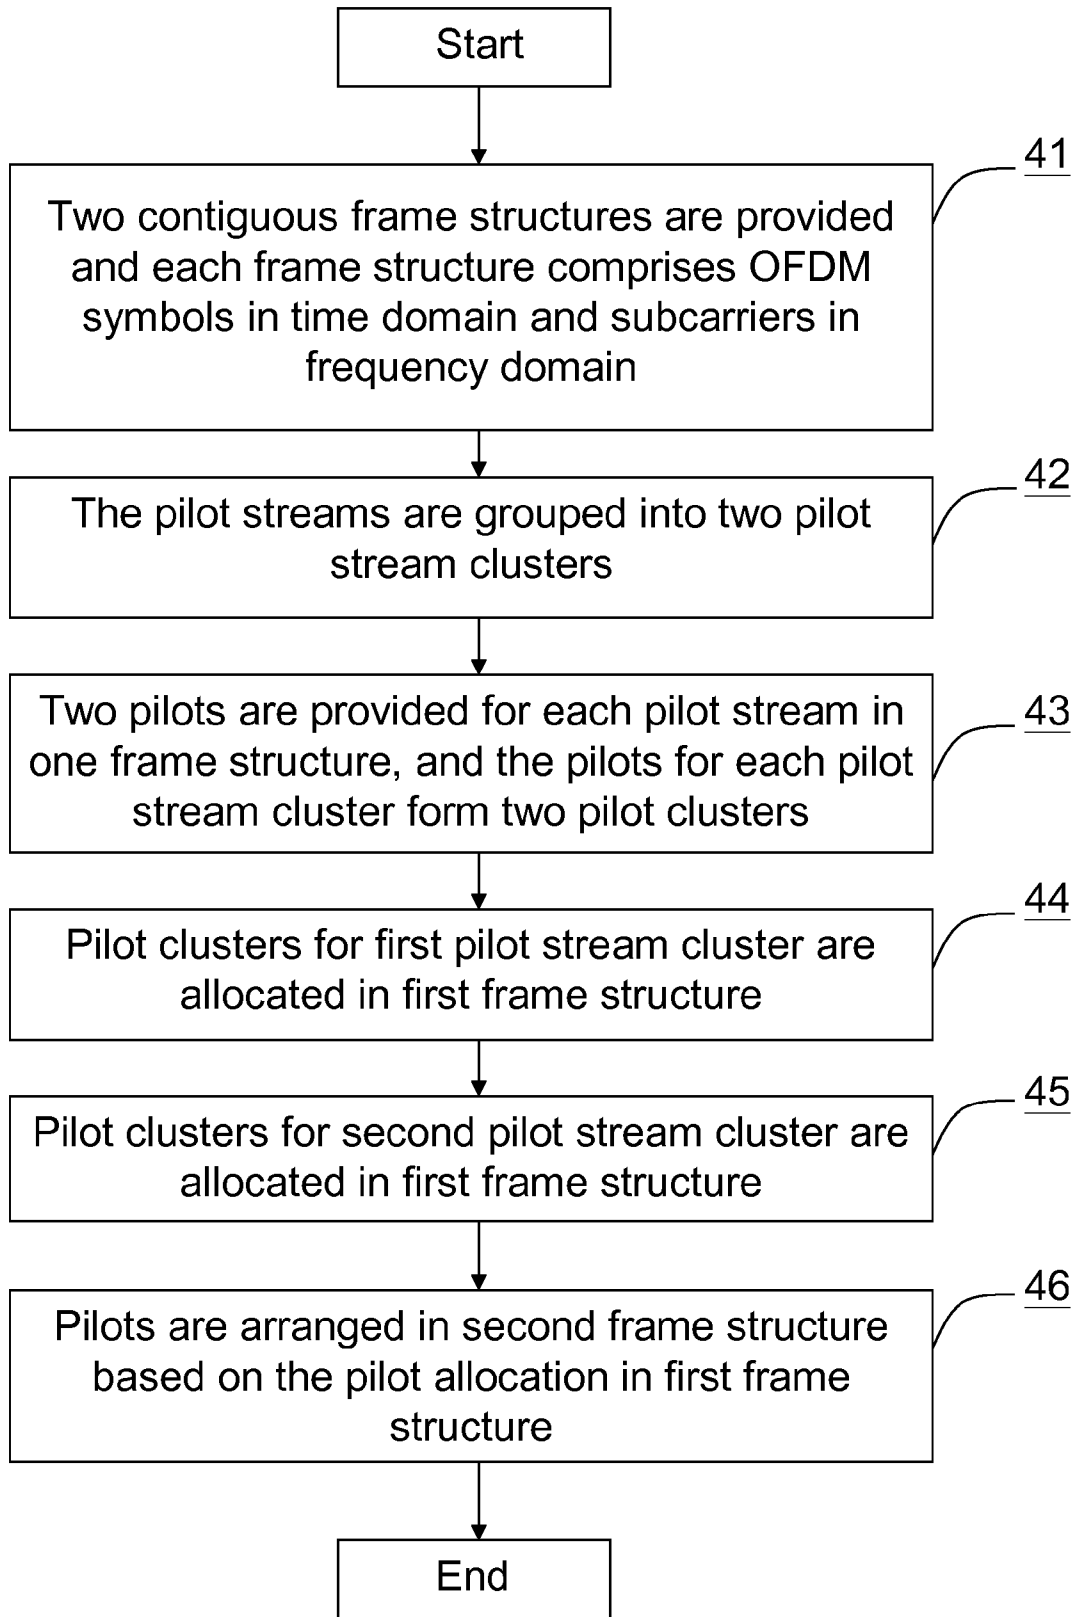 Start
41
Two contiguous frame structures are provided
and each frame structure comprises OFDM
symbols in time domain and subcarriers in
frequency domain
42
The pilot streams are grouped into two pilot
stream clusters
43
Two pilots are provided for each pilot stream in
one frame structure, and the pilots for each pilot
stream cluster form two pilot clusters
44
Pilot clusters for first pilot stream cluster are
allocated in first frame structure
45
Pilot clusters for second pilot stream cluster are
allocated in first frame structure
46
Pilots are arranged in second frame structure
based on the pilot allocation in first frame
structure
End